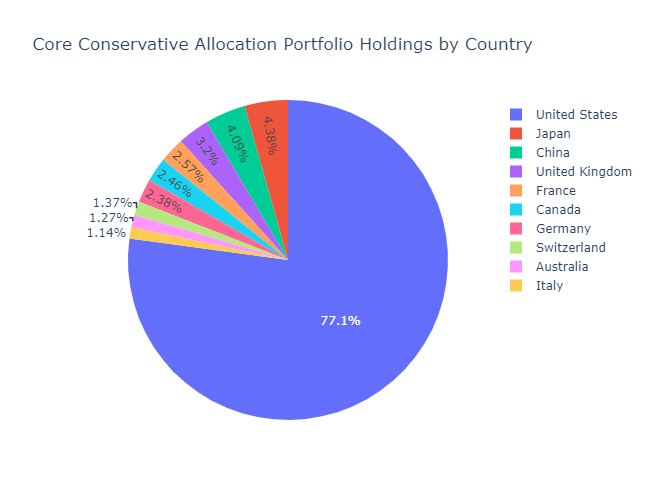 Core Conservative Allocation Portfolio Holdings by Country
4.38%
4.09%
3.2%
2.57%
2.46%
2.38%
1.37%
1.27%
1.14%
77.1%
United States
Japan
China
United Kingdom
France
Canada
Germany
Switzerland
Australia
Italy